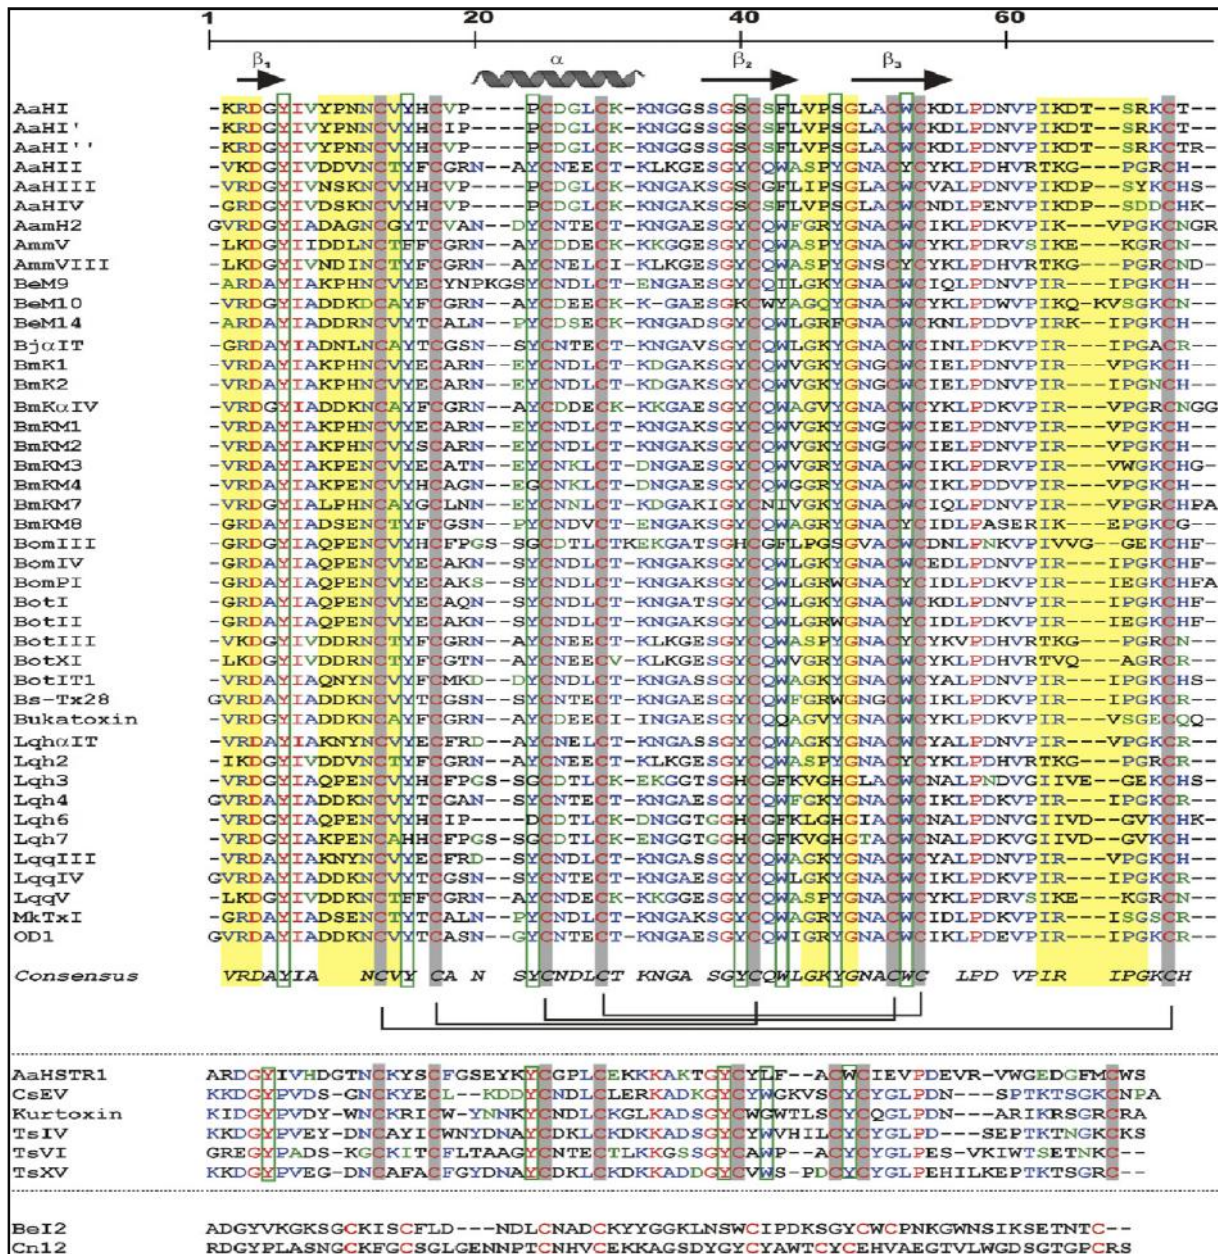 1 20 40 60
β₁ α β₂ β₃
AaHI -KRDGYIVYPNNCVYHCVP----PCDGLCK-KNGGSSGSCSFLVPSGLACWCKDLPDNVPIKDT--SRKCT--
AaHI' -KRDGYIVYPNNCVYHCIP----PCDGLCK-KNGGSSGSCSFLVPSGLACWCKDLPDNVPIKDT--SRKCT--
AaHI'' -KRDGYIVYPNNCVYHCVP----PCDGLCK-KNGGSSGSCSFLVPSGLACWCKDLPDNVPIKDT--SRKCTR-
AaHII -VKDGYIVDDVNCTYFCGRN--AYCNEECT-KLKGESGYCQWASPYGNACYCYKLPDHVRTKG---PGRCH--
AaHIII -VRDGYIVNSKNCVYHCVP----PCDGLCK-KNGAKSGSCGFLIPSGLACWCVALPDNVPIKDP--SYKCHS-
AaHIV -GRDGYIVDSKNCVYHCVP----PCDGLCK-KNGAKSGSCSFLVPSGLACWCNDLPENVPIKDP--SDDCHK-
AamH2 GVRDGYIADAGNCGYTCVAN--DYCNTECT-KNGAESGYCQWFGRYGNACWCIKLPDKVPIK---VPGKCNGR
AmmV -LKDGYIIDDLNCTFFCGRN--AYCDDECK-KKGGESGYCQWASPYGNACWCYKLPDRVSIKE---KGRCN--
AmmVIII -LKDGYIVNDINCTYFCGRN--AYCNELCI-KLKGESGYCQWASPYGNSCYCYKLPDHVRTKG---PGRCND-
BeM9 -ARDAYIAKPHNCVYECYNPKGSYCNDLCT-ENGAESGYCQILGKYGNACWCIQLPDNVPIR---IPGKCH--
BeM10 -VRDGYIADDKDCAYFCGRN--AYCDEECK-K-GAESGKCWYAGQYGNACWCYKLPDWVPIKQ-KVSGKCN--
BeM14 -ARDAYIADDRNCVYTCALN--PYCDSECK-KNGADSGYCQWLGRFGNACWCKNLPDDVPIRK---IPGKCH--
BjαIT -GRDAYIADNLNCAYTCGSN--SYCNTECT-KNGAVSGYCQWLGKYGNACWCINLPDKVPIR---IPGACR--
BmK1 -VRDAYIAKPHNCVYECARN--EYCNDLCT-KDGAKSGYCQWVGKYGNGCWCIELPDNVPIR---VPGKCH--
BmK2 -VRDAYIAKPHNCVYECARN--EYCNDLCT-KDGAKSGYCQWVGKYGNGCWCIELPDNVPIR---IPGNCH--
BmKαIV -VRDGYIADDKNCAYFCGRN--AYCDDECK-KKGAESGYCQWAGVYGNACWCYKLPDKVPIR---VPGRCNGG
BmKM1 -VRDAYIAKPHNCVYECARN--EYCNDLCT-KNGAKSGYCQWVGKYGNGCWCIELPDNVPIR---VPGKCH--
BmKM2 -VRDAYIAKPHNCVYSCARN--EYCNDLCT-KNGAKSGYCQWVGKYGNGCWCIELPDNVPIR---VPGKCH--
BmKM3 -VRDAYIAKPENCVYECATN--EYCNKLCT-DNGAESGYCQWVGRYGNACWCIKLPDRVPIR---VWGKCHG-
BmKM4 -VRDAYIAKPENCVYHCAGN--EGCNKLCT-DNGAESGYCQWGGRYGNACWCIKLPDDVPIR---VPGKCH--
BmKM7 -VRDGYIALPHNCAYGCLNN--EYCNNLCT-KDGAKIGYCNIVGKYGNACWCIQLPDNVPIR---VPGRCHPA
BmKM8 -GRDAYIADSENCTYFCGSN--PYCNDVCT-ENGAKSGYCQWAGRYGNACYCIDLPASERIK---EPGKCG--
BomIII -GRDGYIAQPENCVYHCFPGS-SGCDTLCTKEKGATSGHCGFLPGSGVACWCDNLPNKVPIVVG--GEKCHF-
BomIV -GRDAYIAQPENCVYECAKN--SYCNDLCT-KNGAKSGYCQWLGKYGNACWCEDLPDNVPIR---IPGKCHF-
BomPI -GRDAYIAQPENCVYECAKS--SYCNDLCT-KNGAKSGYCQWLGRWGNACYCIDLPDKVPIR---IEGKCHFA
BotI -GRDAYIAQPENCVYECAQN--SYCNDLCT-KNGATSGYCQWLGKYGNACWCKDLPDNVPIR---IPGKCHF-
BotII -GRDAYIAQPENCVYECAKN--SYCNDLCT-KNGAKSGYCQWLGRWGNACYCIDLPDKVPIR---IEGKCHF-
BotIII -VKDGYIVDDRNCTYFCGRN--AYCNEECT-KLKGESGYCQWASPYGNACYCYKVPDHVRTKG---PGRCN--
BotXI -LKDGYIVDDRNCTYFCGTN--AYCNEECV-KLKGESGYCQWVGRYGNACWCYKLPDHVRTVQ---AGRCR--
BotIT1 -VRDAYIAQNYNCVYFCMKD--DYCNDLCT-KNGASSGYCQWAGKYGNACWCYALPDNVPIR---IPGKCHS-
Bs-Tx28 GVRDAYIADDKNCVYTCGSN--SYCNTECT-KNGAESGYCQWFGRWGNGCWCIKLPDKVPIR---IPGKCR--
Bukatoxin -VRDGYIADDKNCAYFCGRN--AYCDEECI-INGAESGYCQQAGVYGNACWCYKLPDKVPIR---VSGECQQ-
LqhαIT -VRDAYIAKNYNCVYECFRD--AYCNELCT-KNGASSGYCQWAGKYGNACWCYALPDNVPIR---VPGKCR--
Lqh2 -IKDGYIVDDVNCTYFCGRN--AYCNEECT-KLKGESGYCQWASPYGNACYCYKLPDHVRTKG---PGRCR--
Lqh3 -VRDGYIAQPENCVYHCFPGS-SGCDTLCK-EKGGTSGHCGFKVGHGLACWCNALPNDVGIIVE--GEKCHS-
Lqh4 GVRDAYIADDKNCVYTCGAN--SYCNTECT-KNGAESGYCQWFGKYGNACWCIKLPDKVPIR---IPGKCR--
Lqh6 -VRDGYIAQPENCVYHCIP----DCDTLCK-DNGGTGGHCGFKLGHGIACWCNALPDNVGIIVD--GVKCHK-
Lqh7 -VRDGYIAKPENCAHHCFPGS-SGCDTLCK-ENGGTGGHCGFKVGHGTACWCNALPDKVGIIVD--GVKCH--
LqqIII -VRDAYIAKNYNCVYECFRD--SYCNDLCT-KNGASSGYCQWAGKYGNACWCYALPDNVPIR---VPGKCH--
LqqIV GVRDAYIADDKNCVYTCGSN--SYCNTECT-KNGAESGYCQWLGKYGNACWCIKLPDKVPIR---IPGKCR--
LqqV -LKDGYIVDDKNCTFFCGRN--AYCNDECK-KKGGESGYCQWASPYGNACWCYKLPDRVSIKE---KGRCN--
MkTxI -GRDAYIADSENCTYTCALN--PYCNDLCT-KNGAKSGYCQWAGRYGNACWCIDLPDKVPIR---ISGSCR--
OD1 GVRDAYIADDKNCVYTCASN--GYCNTECT-KNGAESGYCQWIGRYGNACWCIKLPDEVPIR---IPGKCR--
Consensus VRDAYIA NCVY CA N SYCNDLCT KNGAS SGYCQWLGKYGNACWC LPD VPIR IPGKCH
AaHSTR1 ARDGYIVHDGTNCKYSCFGSEYKYCGPLCEKKKAKTGYCYLF--ACWCIEVPDEVR-VWGEDGFMCWS
CsEV KKDGYPVDS-GNCKYECL--KDDYCNDLCLERKADKGYCYWGKVSCYCYGLPDN---SPTKTSGKCNPA
Kurtoxin KIDGYPVDY-WNCKRICW-YNNKYCNDLCKGLKADSGYCWGWTLSCYCQGLPDN---ARIKRSGRCRA
TsIV KKDGYPVEY-DNCAYICWNYDNAYCDKLCKDKKADSGYCYWVHILCYCYGLPD---SEPTKTNGKCKS
TsVI GREGYPADS-KGCKITCFLTAAGYCNTECTLKKGSSGYCAWP--ACYCYGLPES-VKIWTSETNKC--
TsXV KKDGYPVEG-DNCAFACFGYDNAYCDKLCKDKKADDGYCVWS-PDCYCYGLPEHILKEPTKTSGRC--
BeI2 ADGYVKGKSGCKISCFLD---NDLCNADCKYYGGKLNSWCIPDKSGYCWCPNKGWNSIKSETNTC--
Cn12 RDGYPLASNGCKFGCSGLGENNPTCNHVCEKKAGSDYGYCYAWTCYCEHVAEGTVLWGDSGTGPCRS